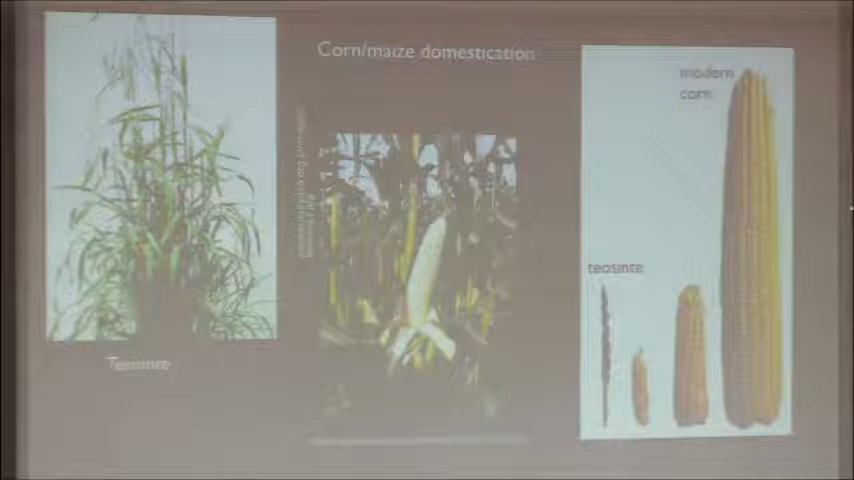 Corn/maize domestication
modern
corn
teosinte
Teosinte